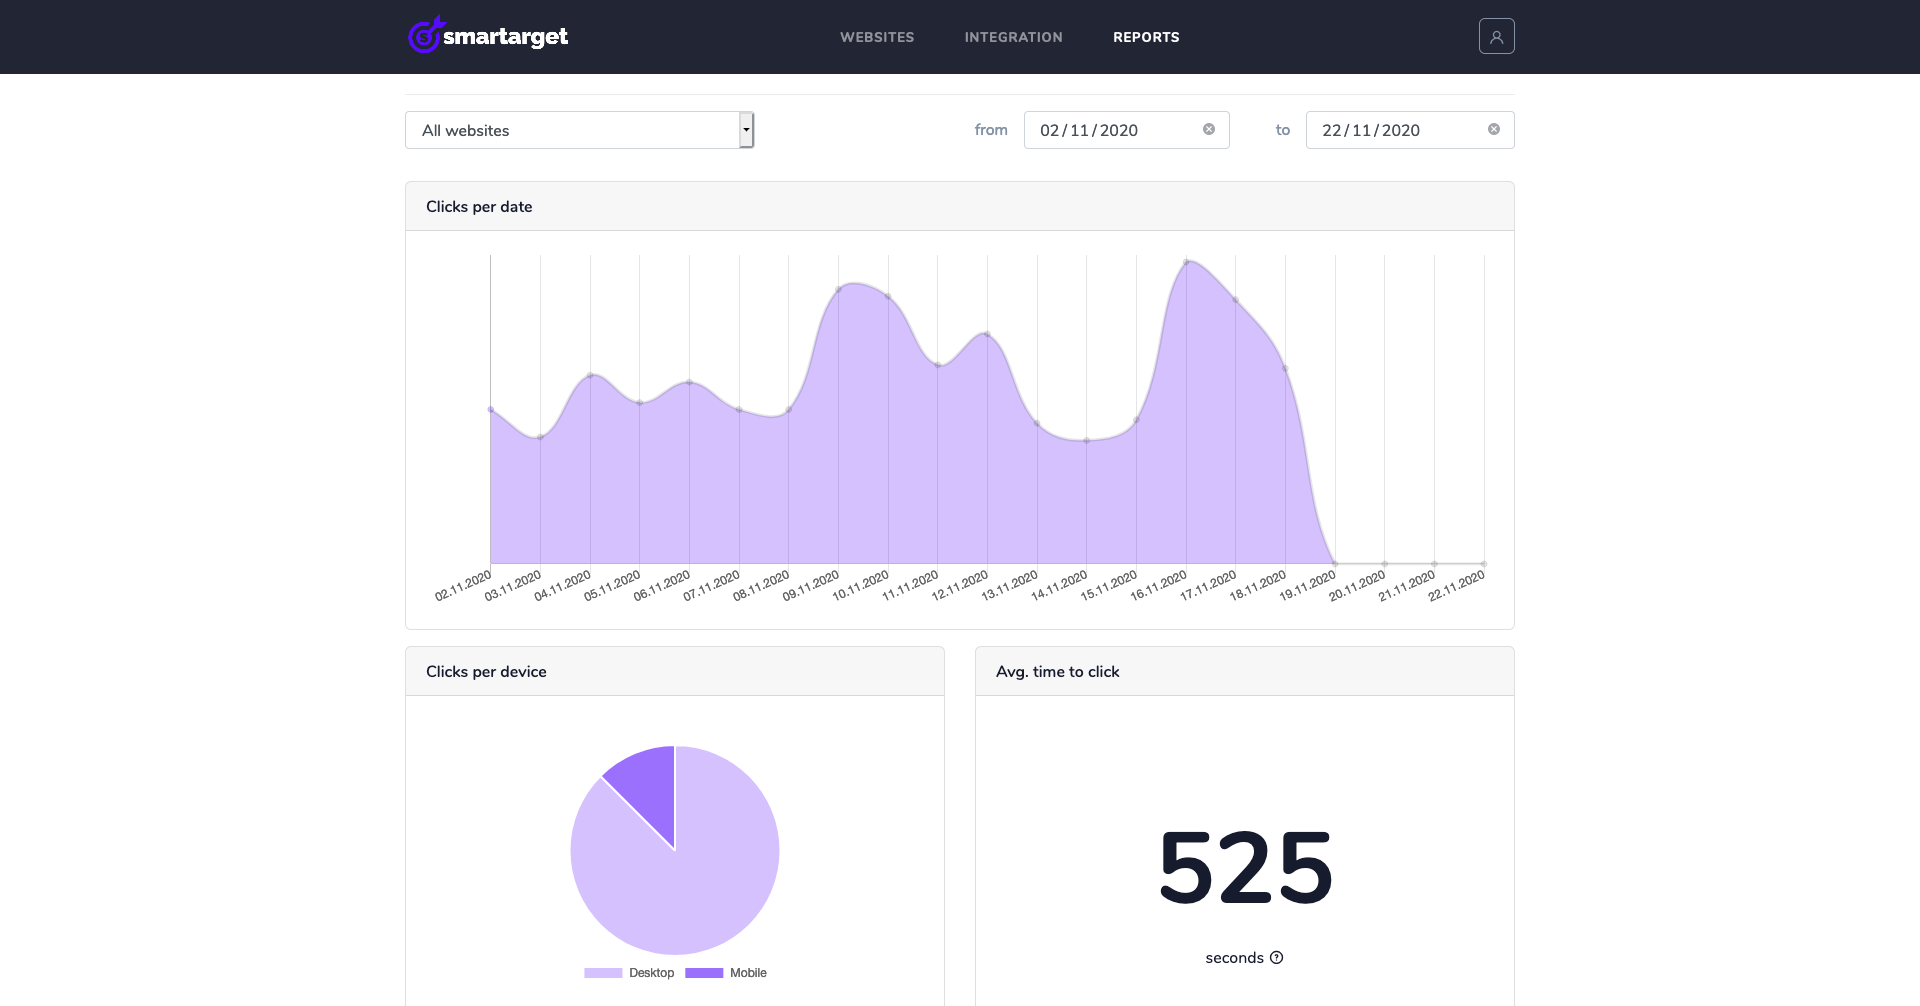 smartarget
WEBSITES INTEGRATION REPORTS
All websites from 02/11/2020 to 22/11/2020
Clicks per date
02.11.2020 03.11.2020 04.11.2020 05.11.2020 06.11.2020 07.11.2020 08.11.2020 09.11.2020 10.11.2020 11.11.2020 12.11.2020 13.11.2020 14.11.2020 15.11.2020 16.11.2020 17.11.2020 18.11.2020 19.11.2020 20.11.2020 21.11.2020 22.11.2020
Clicks per device
Desktop Mobile
Avg. time to click
525
seconds